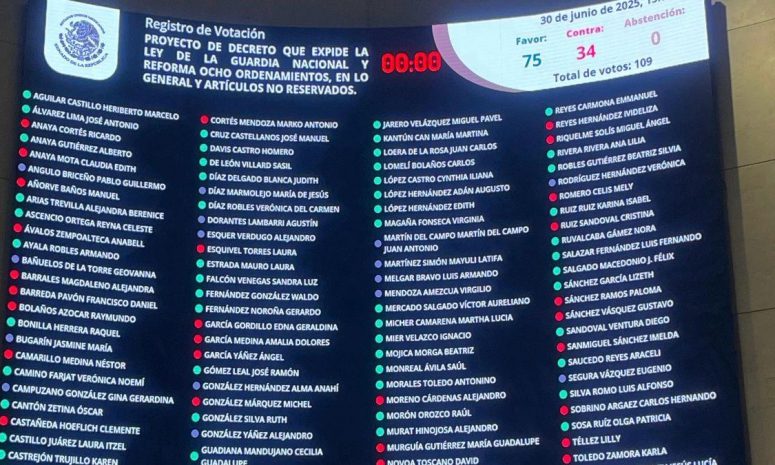 Registro de Votación
PROYECTO DE DECRETO QUE EXPIDE LA
LEY DE LA GUARDIA NACIONAL Y
REFORMA OCHO ORDENAMIENTOS, EN LO
GENERAL Y ARTÍCULOS NO RESERVADOS.
00:00
30 de junio de 2025,
Favor:
75
Contra:
34
Abstención:
0
Total de votos: 109
AGUILAR CASTILLO HERIBERTO MARCELO
ÁLVAREZ LIMA JOSÉ ANTONIO
ANAYA CORTÉS RICARDO
ANAYA GUTIÉRREZ ALBERTO
ANAYA MOTA CLAUDIA EDITH
ANGULO BRICEÑO PABLO GUILLERMO
AÑORVE BAÑOS MANUEL
ARIAS TREVILLA ALEJANDRA BERENICE
ASCENCIO ORTEGA REYNA CELESTE
ÁVALOS ZEMPOALTECA ANABELL
AYALA ROBLES ARMANDO
BAÑUELOS DE LA TORRE GEOVANNA
BARRALES MAGDALENO ALEJANDRA
BARREDA PAVÓN FRANCISCO DANIEL
BOLAÑOS AZOCAR RAYMUNDO
BONILLA HERRERA RAQUEL
BUGARÍN JASMINE MARÍA
CAMARILLO MEDINA NÉSTOR
CAMINO FARJAT VERÓNICA NOEMÍ
CAMPUZANO GONZÁLEZ GINA GERARDINA
CANTÓN ZETINA ÓSCAR
CASTAÑEDA HOEFLICH CLEMENTE
CASTILLO JUÁREZ LAURA ITZEL
CASTREJÓN TRUJILLO KAREN
CORTÉS MENDOZA MARKO ANTONIO
CRUZ CASTELLANOS JOSÉ MANUEL
DAVIS CASTRO HOMERO
DE LEÓN VILLARD SASIL
DÍAZ DELGADO BLANCA JUDITH
DÍAZ MARMOLEJO MARÍA DE JESÚS
DÍAZ ROBLES VERÓNICA DEL CARMEN
DORANTES LAMBARRI AGUSTÍN
ESQUER VERDUGO ALEJANDRO
ESQUIVEL TORRES LAURA
ESTRADA MAURO LAURA
FALCÓN VENEGAS SANDRA LUZ
FERNÁNDEZ GONZÁLEZ WALDO
FERNÁNDEZ NOROÑA GERARDO
GARCÍA GORDILLO EDNA GERALDINA
GARCÍA MEDINA AMALIA DOLORES
GARCÍA YÁÑEZ ÁNGEL
GÓMEZ LEAL JOSÉ RAMÓN
GONZÁLEZ HERNÁNDEZ ALMA ANAHÍ
GONZÁLEZ MÁRQUEZ MICHEL
GONZÁLEZ SILVA RUTH
GONZÁLEZ YÁÑEZ ALEJANDRO
GUADIANA MANDUJANO CECILIA
GUADALUPE
JARERO VELÁZQUEZ MIGUEL PAVEL
KANTÚN CAN MARÍA MARTINA
LOERA DE LA ROSA JUAN CARLOS
LOMELÍ BOLAÑOS CARLOS
LÓPEZ CASTRO CYNTHIA ILIANA
LÓPEZ HERNÁNDEZ ADÁN AUGUSTO
LÓPEZ HERNÁNDEZ EDITH
MAGAÑA FONSECA VIRGINIA
MARTÍN DEL CAMPO MARTÍN DEL CAMPO
JUAN ANTONIO
MARTÍNEZ SIMÓN MAYULI LATIFA
MELGAR BRAVO LUIS ARMANDO
MENDOZA AMEZCUA VIRGILIO
MERCADO SALGADO VÍCTOR AURELIANO
MICHER CAMARENA MARTHA LUCIA
MIER VELAZCO IGNACIO
MOJICA MORGA BEATRIZ
MONREAL ÁVILA SAÚL
MORALES TOLEDO ANTONINO
MORENO CÁRDENAS ALEJANDRO
MORÓN OROZCO RAÚL
MURAT HINOJOSA ALEJANDRO
MURGUÍA GUTIÉRREZ MARÍA GUADALUPE
NOVOA TOSCANO DAVID
REYES CARMONA EMMANUEL
REYES HERNÁNDEZ IVIDELIZA
RIQUELME SOLÍS MIGUEL ÁNGEL
RIVERA RIVERA ANA LILIA
ROBLES GUTIÉRREZ BEATRIZ SILVIA
RODRÍGUEZ HERNÁNDEZ VERÓNICA
ROMERO CELIS MELY
RUIZ RUIZ KARINA ISABEL
RUIZ SANDOVAL CRISTINA
RUVALCABA GÁMEZ NORA
SALAZAR FERNÁNDEZ LUIS FERNANDO
SALGADO MACEDONIO J. FÉLIX
SÁNCHEZ GARCÍA LIZETH
SÁNCHEZ RAMOS PALOMA
SÁNCHEZ VÁSQUEZ GUSTAVO
SANDOVAL VENTURA DIEGO
SANMIGUEL SÁNCHEZ IMELDA
SAUCEDO REYES ARACELI
SEGURA VÁZQUEZ EUGENIO
SILVA ROMO LUIS ALFONSO
SOBRINO ARGAEZ CARLOS HERNANDO
SOSA RUÍZ OLGA PATRICIA
TÉLLEZ LILLY
TOLEDO ZAMORA KARLA